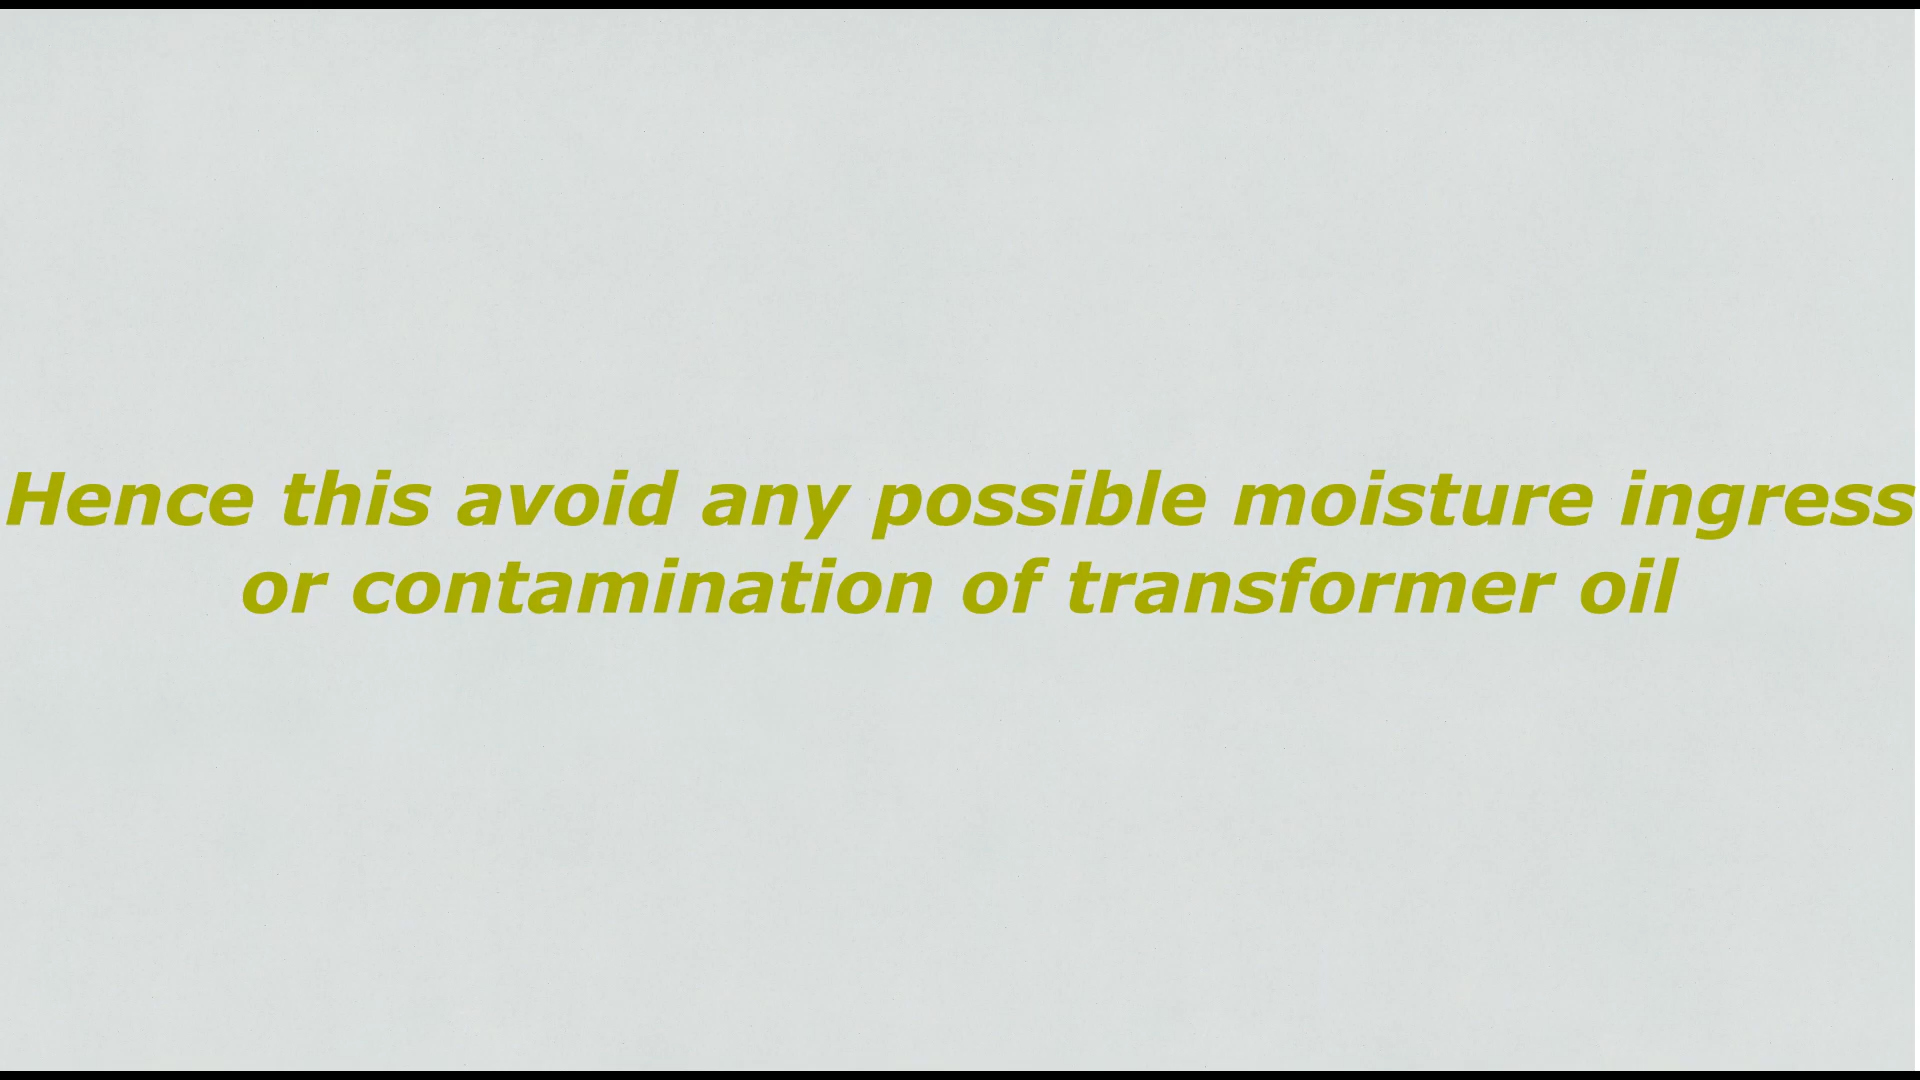 Hence this avoid any possible moisture ingress
or contamination of transformer oil